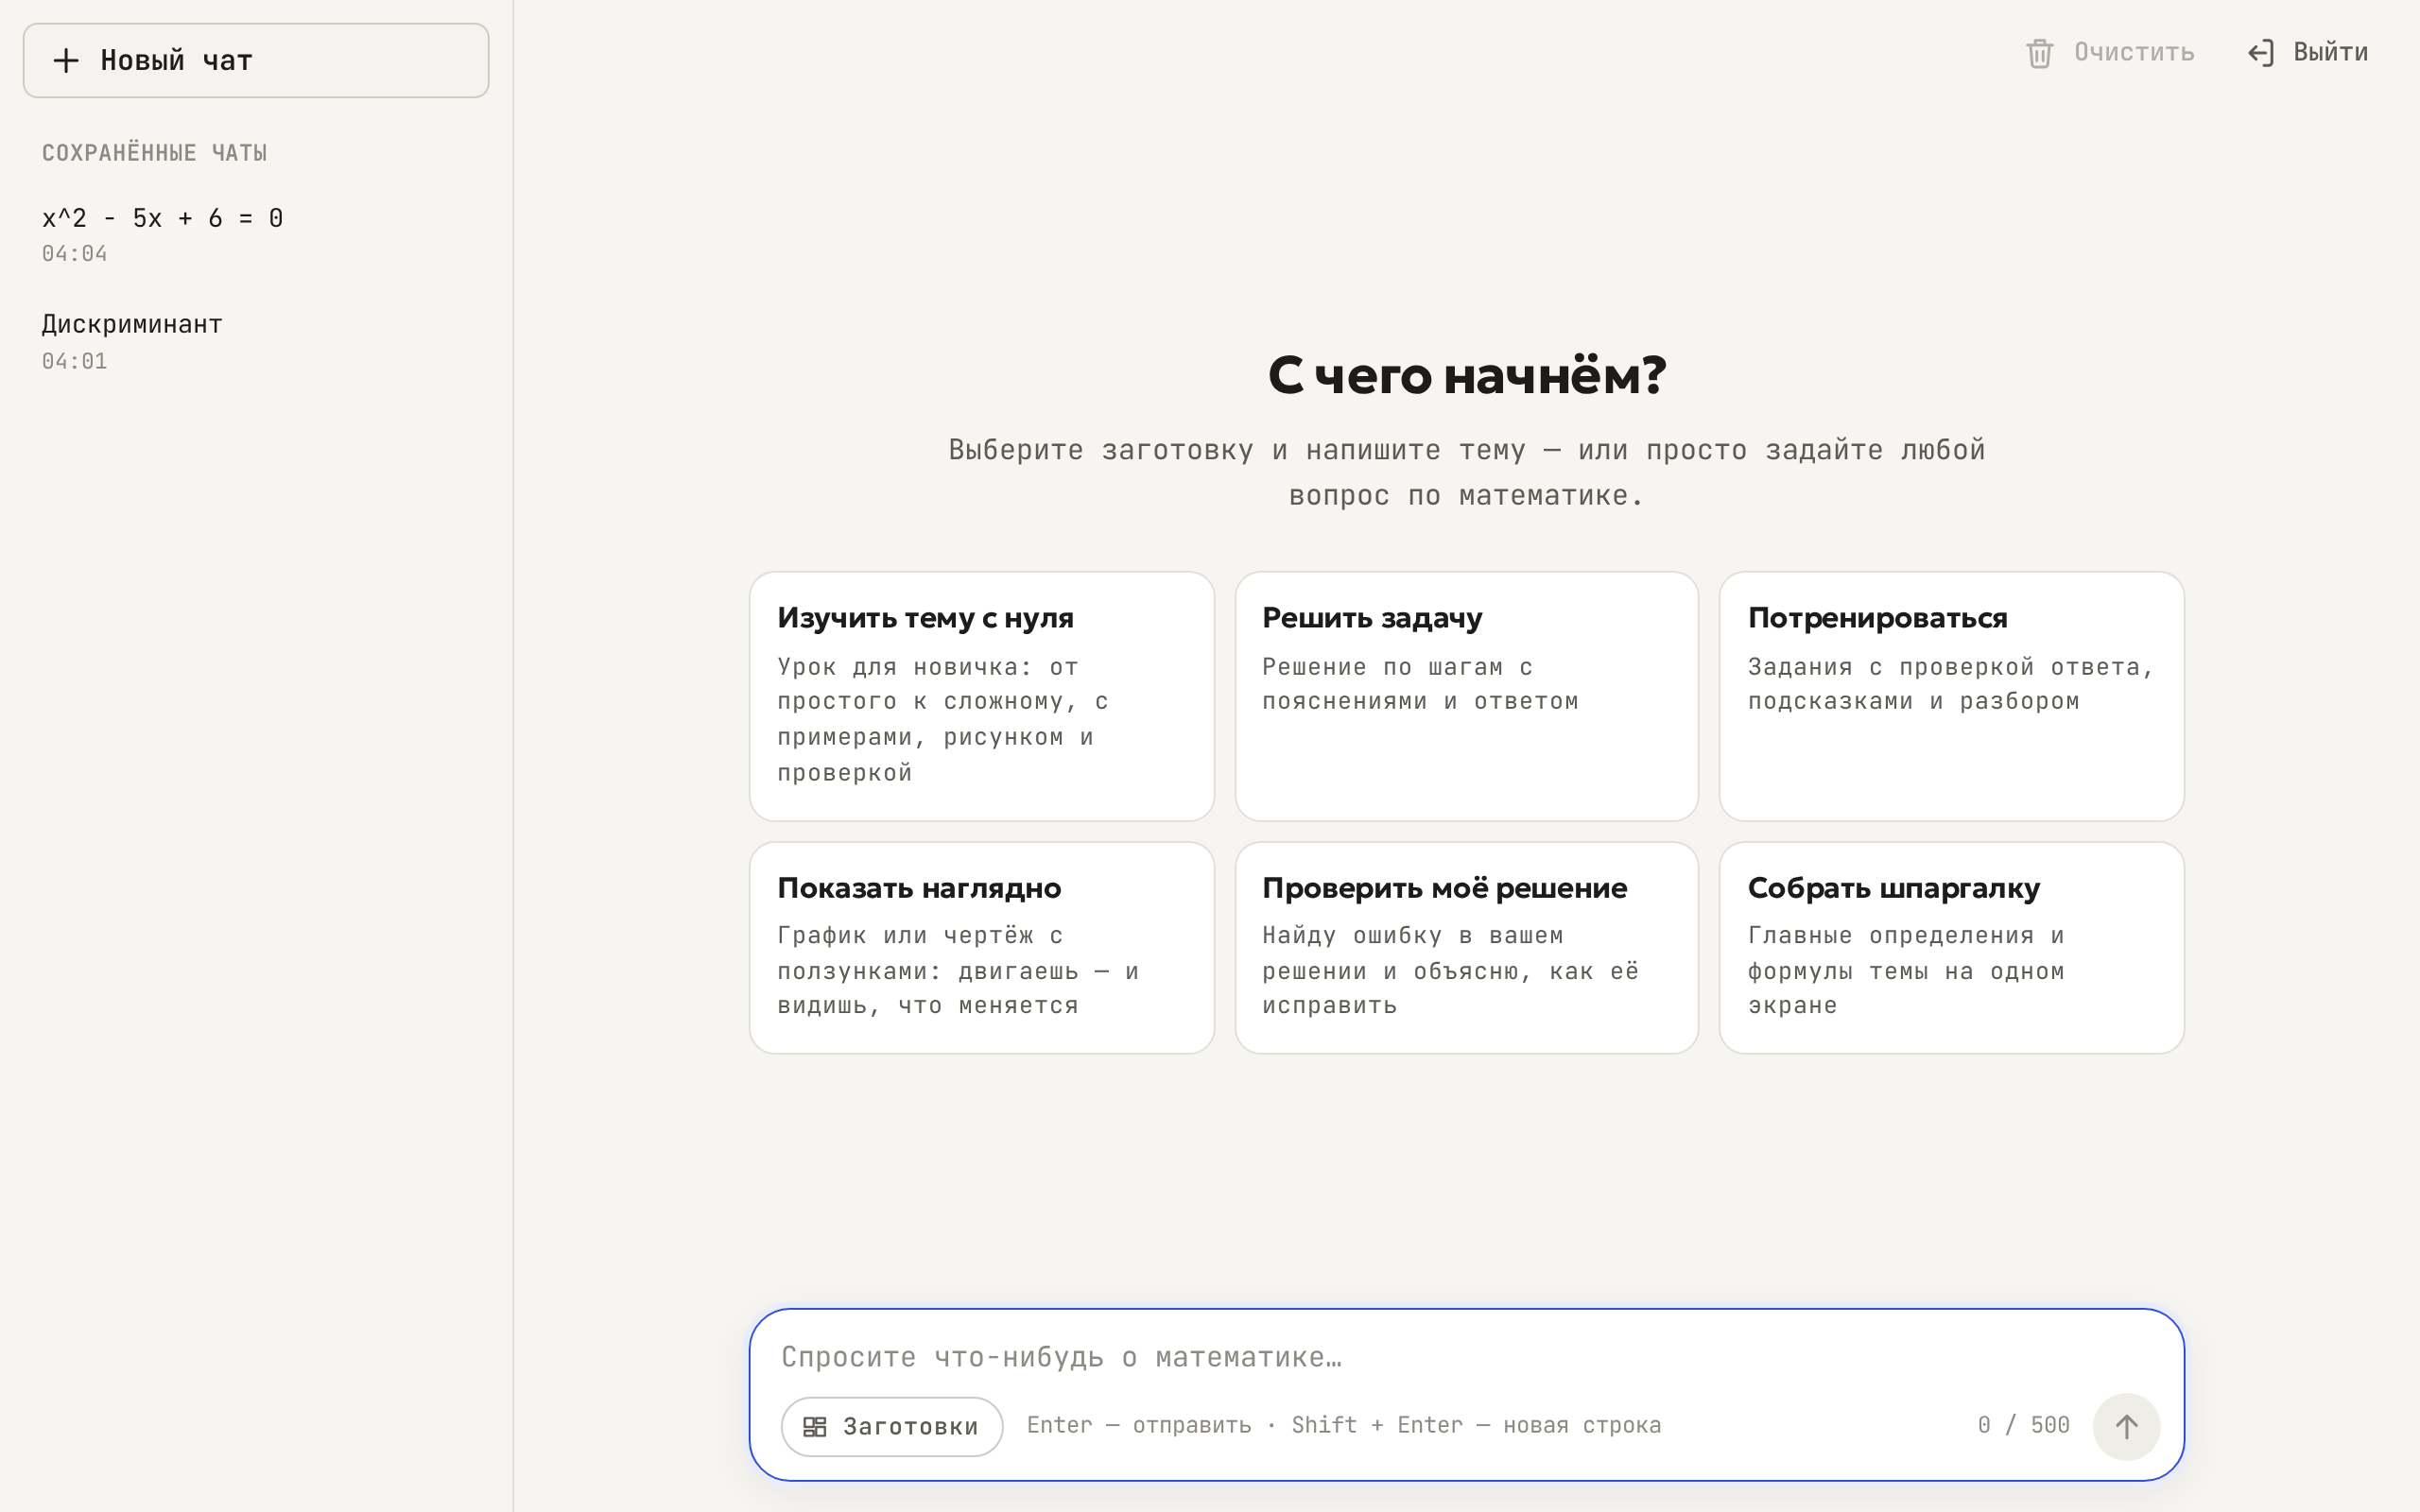 Новый чат
СОХРАНЁННЫЕ ЧАТЫ
x^2 - 5x + 6 = 0
04:04
Дискриминант
04:01
Очистить
Выйти
С чего начнём?
Выберите заготовку и напишите тему — или просто задайте любой
вопрос по математике.
Изучить тему с нуля
Урок для новичка: от
простого к сложному, с
примерами, рисунком и
проверкой
Решить задачу
Решение по шагам с
пояснениями и ответом
Потренироваться
Задания с проверкой ответа,
подсказками и разбором
Показать наглядно
График или чертёж с
ползунками: двигаешь — и
видишь, что меняется
Проверить моё решение
Найду ошибку в вашем
решении и объясню, как её
исправить
Собрать шпаргалку
Главные определения и
формулы темы на одном
экране
Спросите что-нибудь о математике…
Заготовки
Enter — отправить · Shift + Enter — новая строка
0 / 500